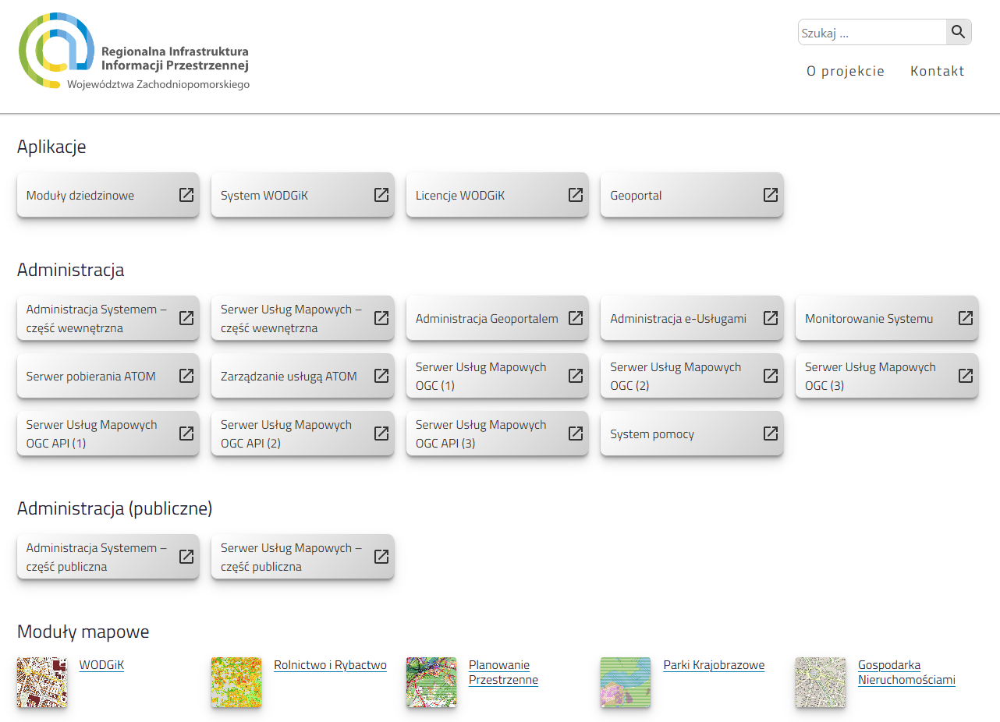 Regionalna Infrastruktura
Informacji Przestrzennej
Województwa Zachodniopomorskiego
Szukaj ...
O projekcie
Kontakt
Aplikacje
Moduły dziedzinowe
System WODGiK
Licencje WODGiK
Geoportal
Administracja
Administracja Systemem –
część wewnętrzna
Serwer Usług Mapowych –
część wewnętrzna
Administracja Geoportalem
Administracja e-Usługami
Monitorowanie Systemu
Serwer pobierania ATOM
Zarządzanie usługą ATOM
Serwer Usług Mapowych
OGC (1)
Serwer Usług Mapowych
OGC (2)
Serwer Usług Mapowych
OGC (3)
Serwer Usług Mapowych
OGC API (1)
Serwer Usług Mapowych
OGC API (2)
Serwer Usług Mapowych
OGC API (3)
System pomocy
Administracja (publiczne)
Administracja Systemem –
część publiczna
Serwer Usług Mapowych –
część publiczna
Moduły mapowe
WODGiK
Rolnictwo i Rybactwo
Planowanie
Przestrzenne
Parki Krajobrazowe
Gospodarka
Nieruchomościami